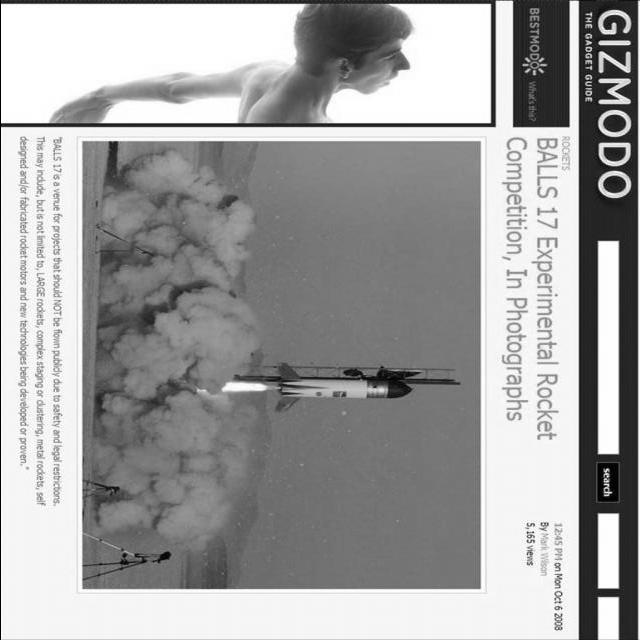 GIZMODO
THE GADGET GUIDE
search
BESTMODO
What's this?
ROCKETS
BALLS 17 Experimental Rocket
Competition, In Photographs
12:45 PM on Mon Oct 6 2008
By Mark Wilson
5,165 views
"BALLS 17 is a venue for projects that should NOT be flown publicly due to safety and legal restrictions.
This may include, but is not limited to, LARGE rockets, complex staging or clustering, metal rockets, self
designed and/or fabricated rocket motors and new technologies being developed or proven."